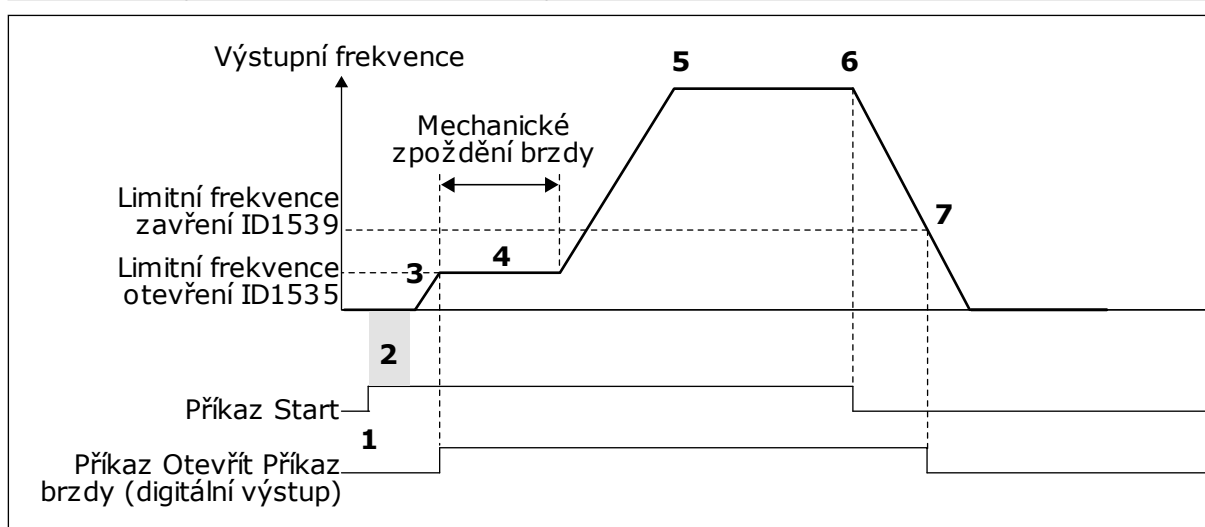 Výstupní frekvence
5
6
Mechanické
zpoždění brzdy
Limitní frekvence
zavření ID1539
7
Limitní frekvence
otevření ID1535
3
4
2
Příkaz Start
1
Příkaz Otevřít Příkaz
brzdy (digitální výstup)